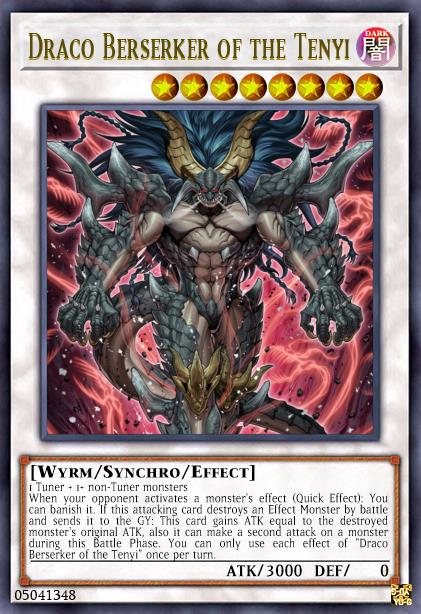 DRACO BERSERKER OF THE TENYI
DARK
闇
[WYRM/SYNCHRO/EFFECT]
1 Tuner + 1+ non-Tuner monsters
When your opponent activates a monster's effect (Quick Effect): You
can banish it. If this attacking card destroys an Effect Monster by battle
and sends it to the GY: This card gains ATK equal to the destroyed
monster's original ATK, also it can make a second attack on a monster
during this Battle Phase. You can only use each effect of "Draco
Berserker of the Tenyi" once per turn.
ATK/3000 DEF/ 0
05041348